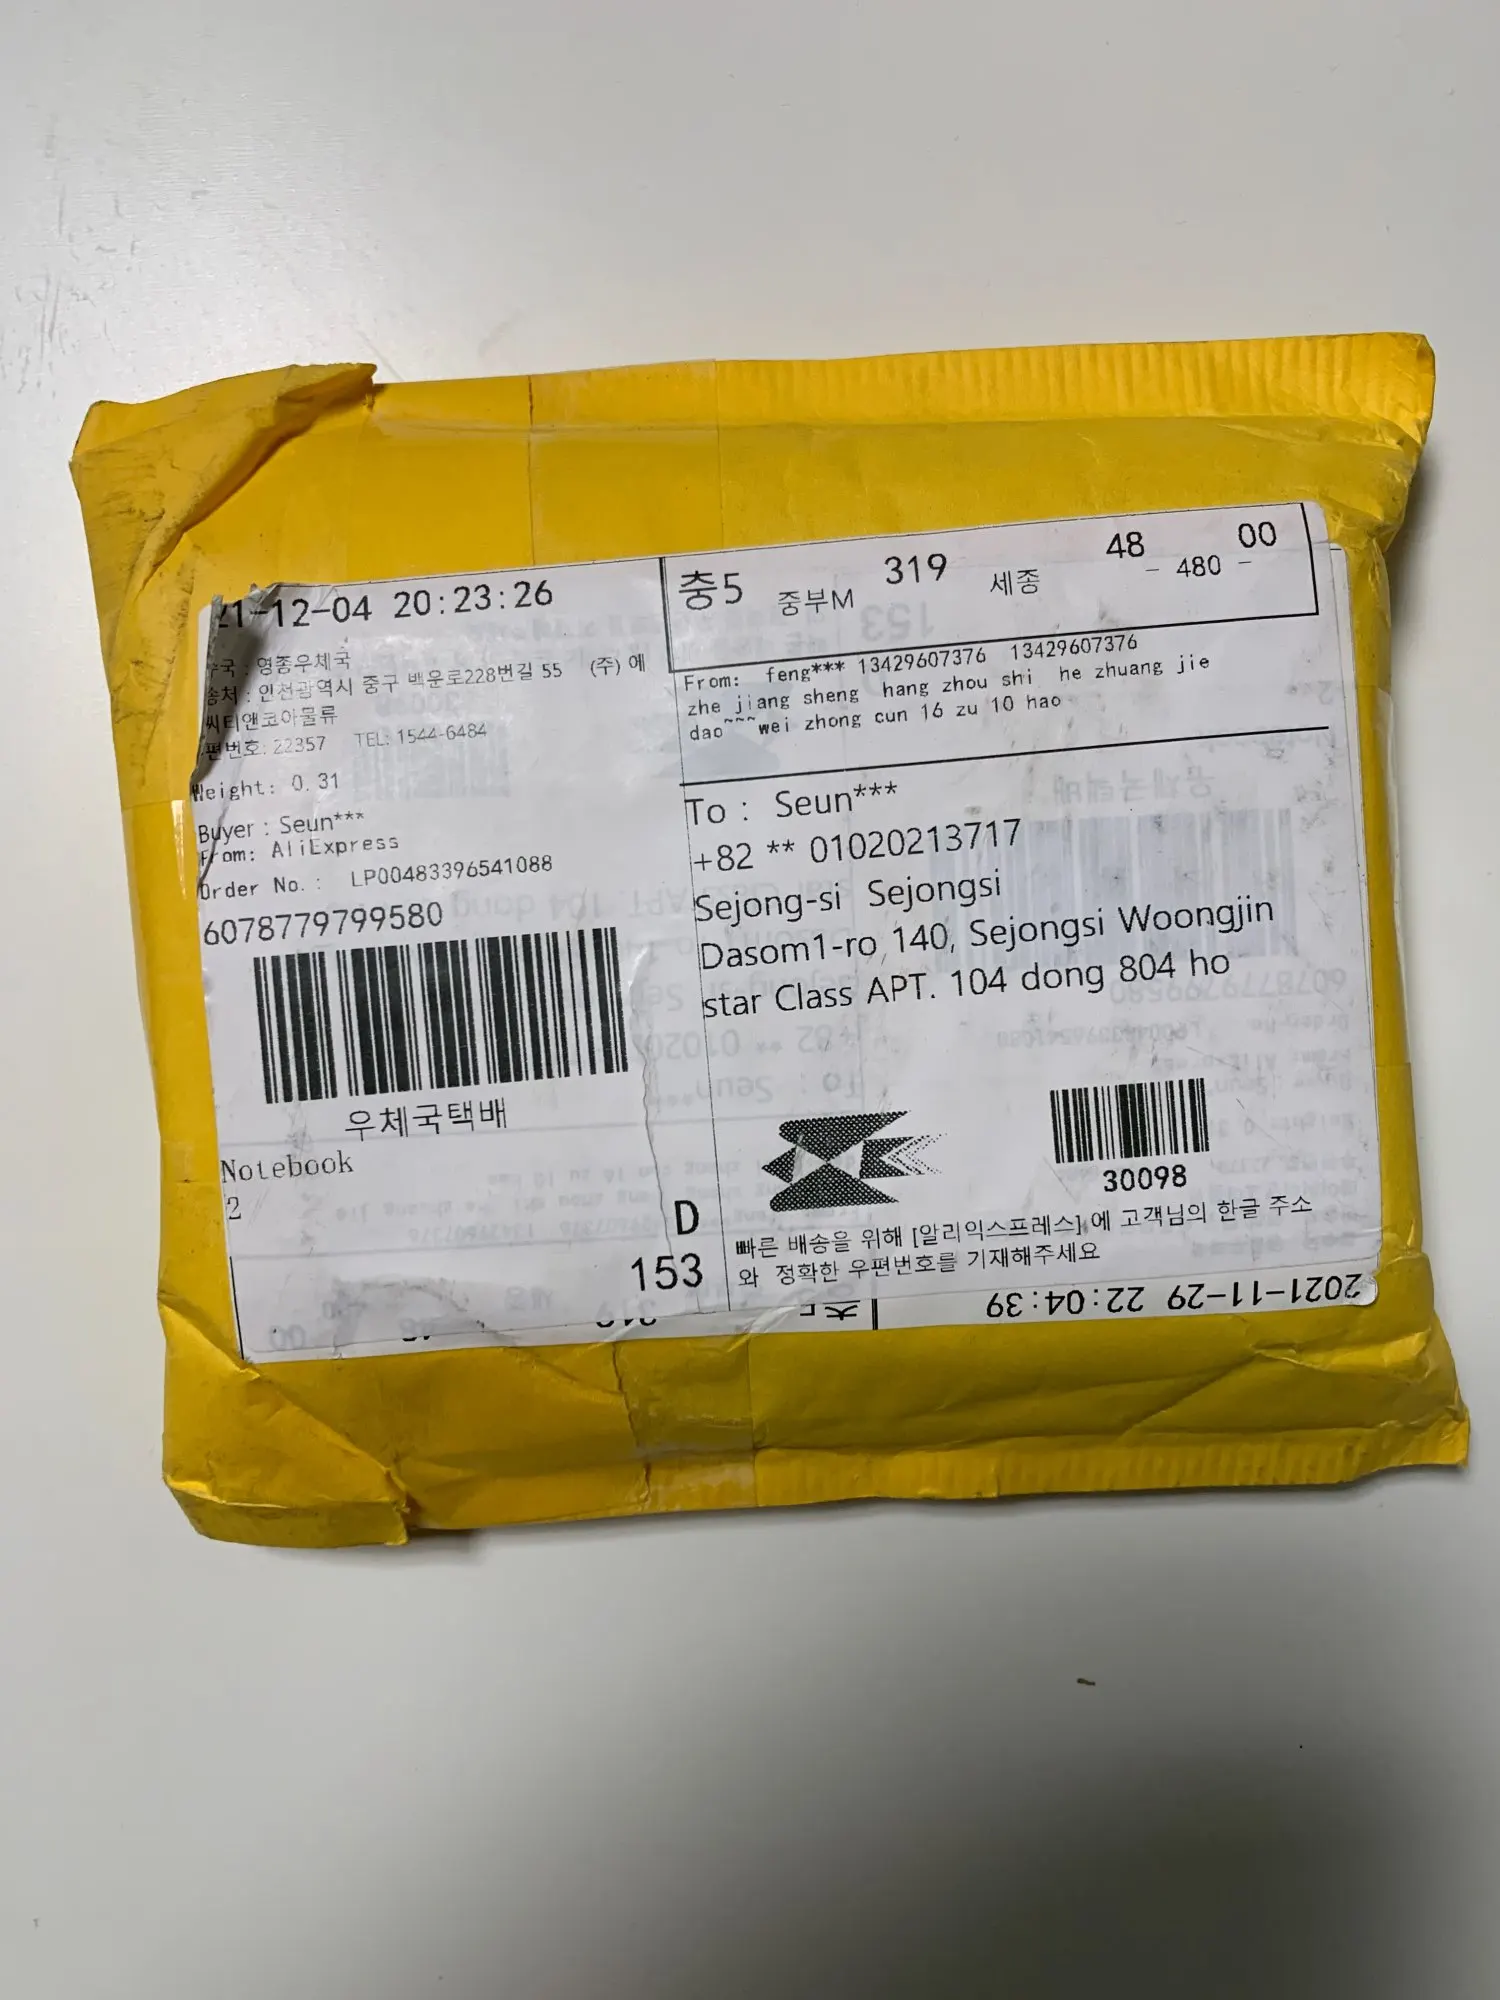 21-12-04 20:23:26
충5 중부M 319 세종 48 - 480 - 00
영종우체국
인천광역시 중구 백운로228번길 55 (주) 에
씨티앤코아물류
편번호: 22357 TEL: 1544-6484
Weight: 0.31
Buyer : Seun***
From: AliExpress
Order No. : LP00483396541088
6078779799580
우체국택배
Notebook
2
D
153
From: feng*** 13429607376 13429607376
zhe jiang sheng hang zhou shi he zhuang jie
dao~~~wei zhong cun 16 zu 10 hao
To : Seun***
+82 ** 01020213717
Sejong-si Sejongsi
Dasom1-ro 140, Sejongsi Woongjin
star Class APT. 104 dong 804 ho
30098
빠른 배송을 위해 [알리익스프레스]에 고객님의 한글 주소
와 정확한 우편번호를 기재해주세요
2021-11-29 22:04:39